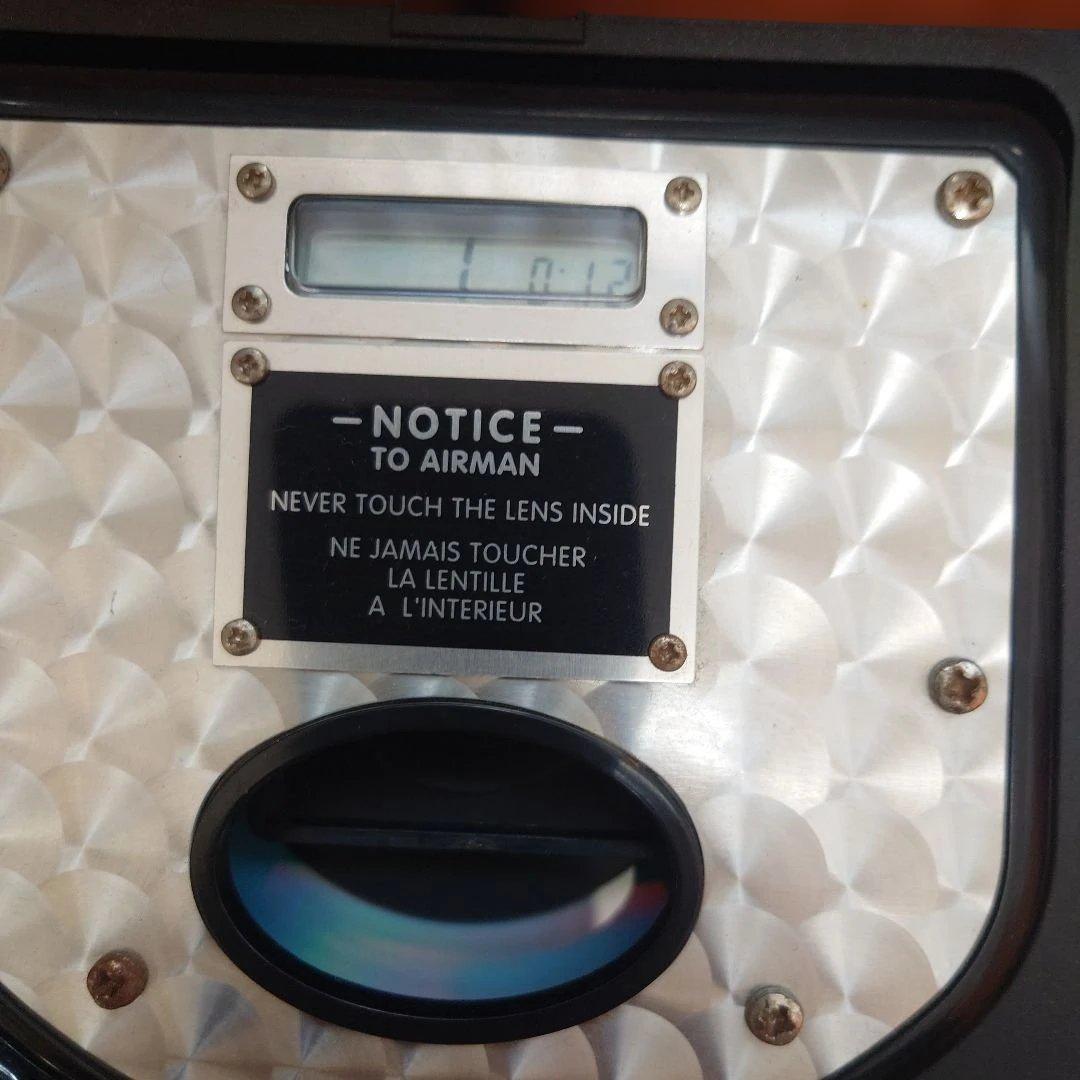 1 0:12
— NOTICE —
TO AIRMAN
NEVER TOUCH THE LENS INSIDE
NE JAMAIS TOUCHER
LA LENTILLE
A L'INTERIEUR